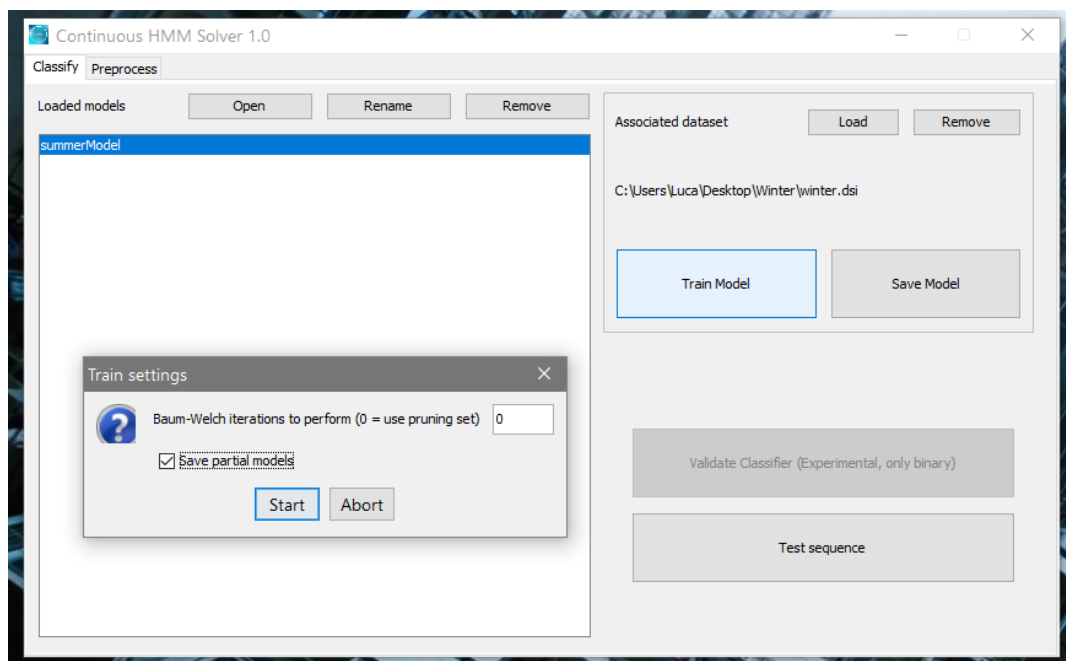 Continuous HMM Solver 1.0
Classify Preprocess
Loaded models Open Rename Remove
summerModel
Associated dataset Load Remove
C:\Users\Luca\Desktop\Winter\winter.dsi
Train Model Save Model
Train settings
Baum-Welch iterations to perform (0 = use pruning set) 0
Save partial models
Start Abort
Validate Classifier (Experimental, only binary)
Test sequence